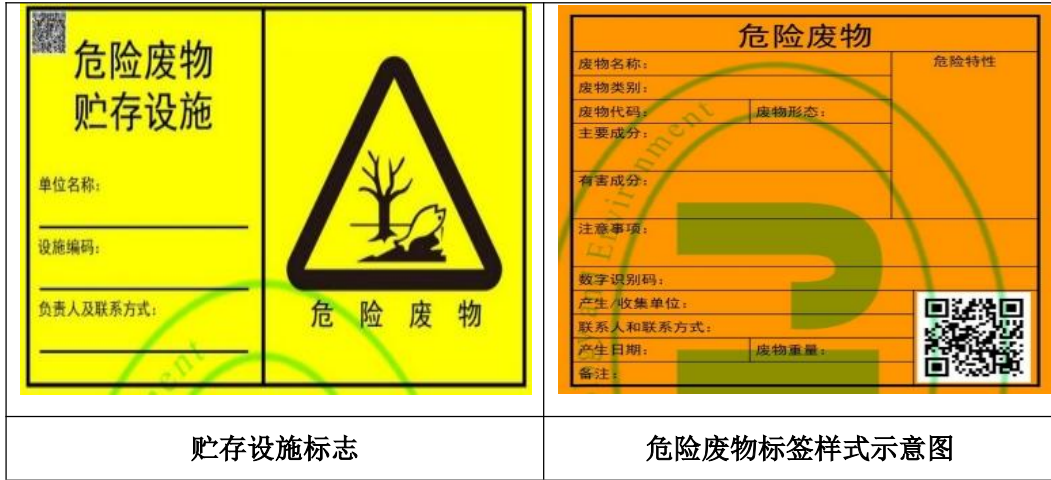 危险废物
贮存设施
单位名称：
设施编码：
负责人及联系方式：
危险废物
危险废物
废物名称：
危险特性
废物类别：
废物代码：
废物形态：
主要成分：
有害成分：
注意事项：
数字识别码：
产生/收集单位：
联系人和联系方式：
产生日期：
废物重量：
备注：
贮存设施标志
危险废物标签样式示意图